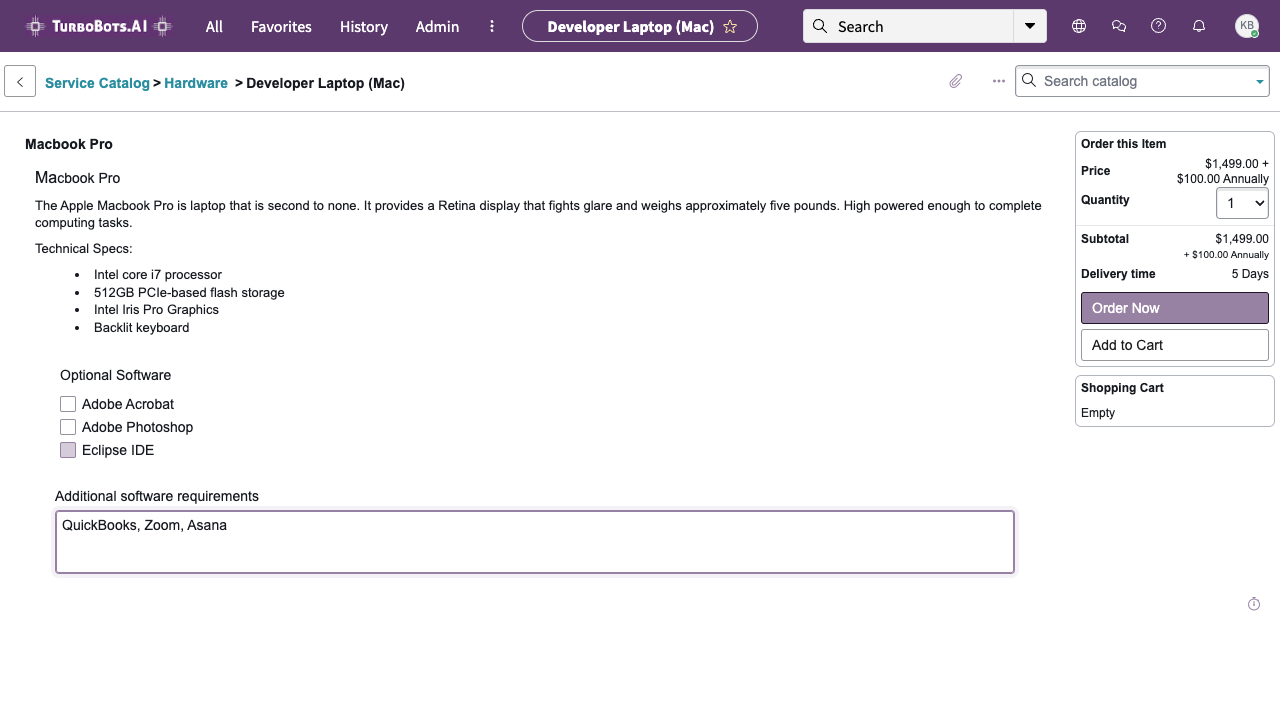 TurboBots.AI
All
Favorites
History
Admin
Developer Laptop (Mac)
Search
KB
Service Catalog > Hardware > Developer Laptop (Mac)
Search catalog
Macbook Pro
Macbook Pro
The Apple Macbook Pro is laptop that is second to none. It provides a Retina display that fights glare and weighs approximately five pounds. High powered enough to complete
computing tasks.
Technical Specs:
Intel core i7 processor
512GB PCIe-based flash storage
Intel Iris Pro Graphics
Backlit keyboard
Optional Software
Adobe Acrobat
Adobe Photoshop
Eclipse IDE
Additional software requirements
QuickBooks, Zoom, Asana
Order this Item
Price $1,499.00 +
$100.00 Annually
Quantity 1
Subtotal $1,499.00
+ $100.00 Annually
Delivery time 5 Days
Order Now
Add to Cart
Shopping Cart
Empty